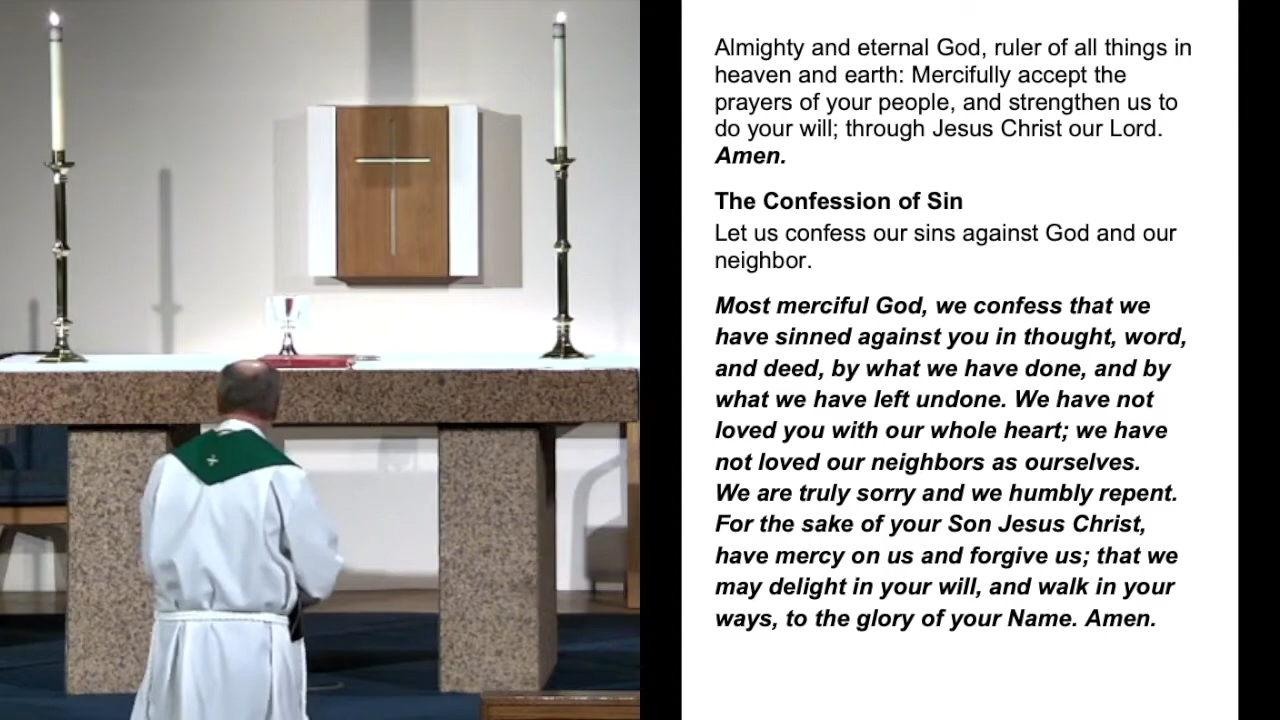 Almighty and eternal God, ruler of all things in
heaven and earth: Mercifully accept the
prayers of your people, and strengthen us to
do your will; through Jesus Christ our Lord.
Amen.
The Confession of Sin
Let us confess our sins against God and our
neighbor.
Most merciful God, we confess that we
have sinned against you in thought, word,
and deed, by what we have done, and by
what we have left undone. We have not
loved you with our whole heart; we have
not loved our neighbors as ourselves.
We are truly sorry and we humbly repent.
For the sake of your Son Jesus Christ,
have mercy on us and forgive us; that we
may delight in your will, and walk in your
ways, to the glory of your Name. Amen.